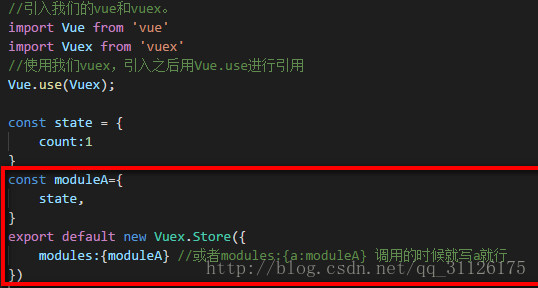 //引入我们的vue和vuex。
import Vue from 'vue'
import Vuex from 'vuex'
//使用我们vuex，引入之后用Vue.use进行引用
Vue.use(Vuex);
const state = {
count:1
}
const moduleA={
state,
}
export default new Vuex.Store({
modules:{moduleA} //或者modules:{a:moduleA} 调用的时候就写a就行
})
http://blog.csdn.net/qq_31126175